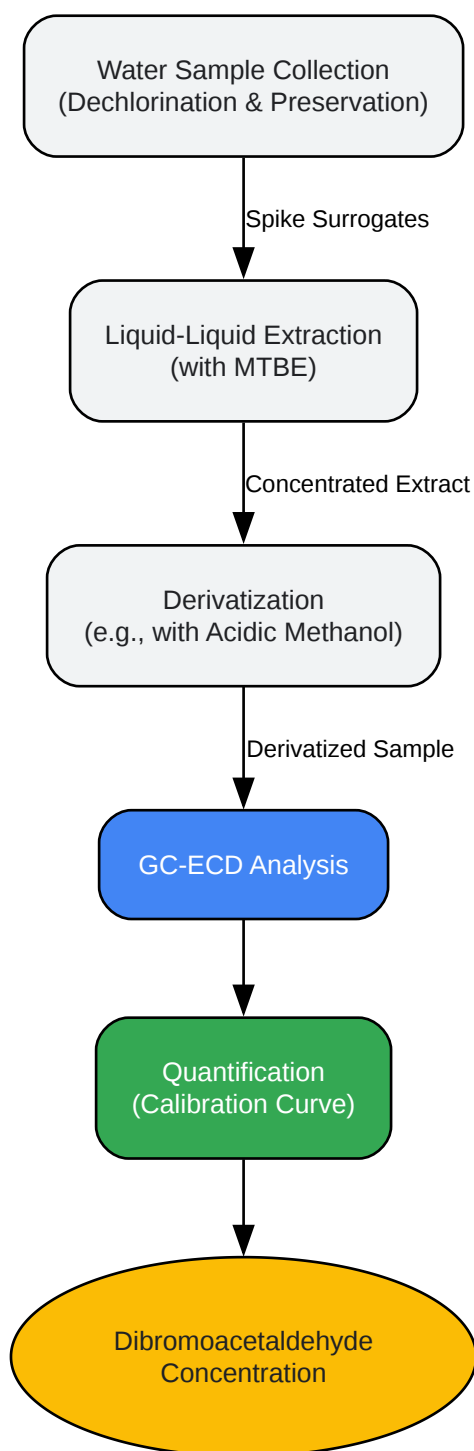 Water Sample Collection
(Dechlorination & Preservation)
Spike Surrogates
Liquid-Liquid Extraction
(with MTBE)
Concentrated Extract
Derivatization
(e.g., with Acidic Methanol)
Derivatized Sample
GC-ECD Analysis
Quantification
(Calibration Curve)
Dibromoacetaldehyde
Concentration